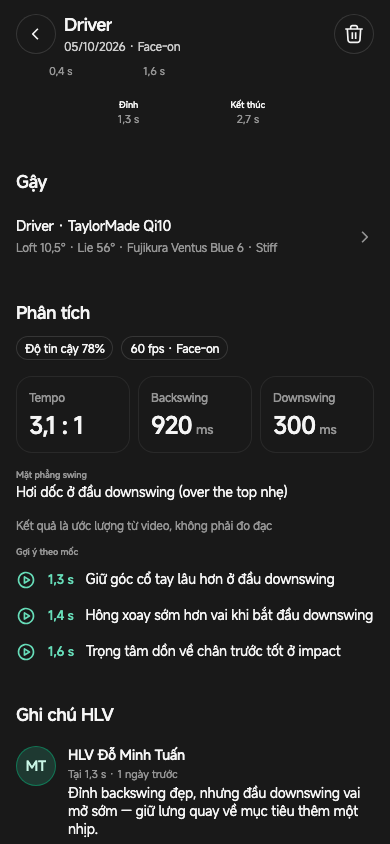 Driver
05/10/2026 · Face-on
0,4 s
1,6 s
Đỉnh
Kết thúc
1,3 s
2,7 s
Gậy
Driver · TaylorMade Qi10
Loft 10,5° · Lie 56° · Fujikura Ventus Blue 6 · Stiff
Phân tích
Độ tin cậy 78%
60 fps · Face-on
Tempo
Backswing
Downswing
3,1 : 1
920 ms
300 ms
Mặt phẳng swing
Hơi dốc ở đầu downswing (over the top nhẹ)
Kết quả là ước lượng từ video, không phải đo đạc
Gợi ý theo mốc
1,3 s Giữ góc cổ tay lâu hơn ở đầu downswing
1,4 s Hông xoay sớm hơn vai khi bắt đầu downswing
1,6 s Trọng tâm dồn về chân trước tốt ở impact
Ghi chú HLV
MT
HLV Đỗ Minh Tuấn
Tại 1,3 s · 1 ngày trước
Đỉnh backswing đẹp, nhưng đầu downswing vai
mở sớm — giữ lưng quay về mục tiêu thêm một
nhịp.